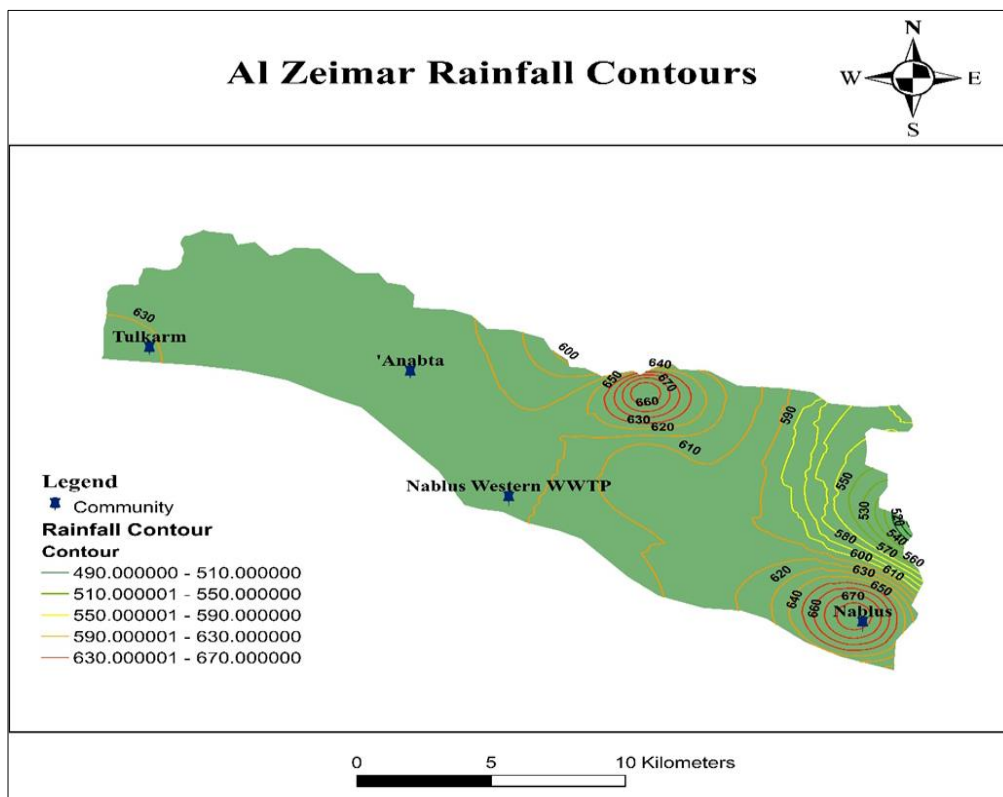 Al Zeimar Rainfall Contours
N
W E
S
630
Tulkarm
'Anabta
600
640
650
670
660
630
620
590
610
550
530
520
540
560
570
580
600
610
Nablus Western WWTP
620
630
650
640
660
670
Nablus
Legend
Community
Rainfall Contour
Contour
490.000000 - 510.000000
510.000001 - 550.000000
550.000001 - 590.000000
590.000001 - 630.000000
630.000001 - 670.000000
0 5 10 Kilometers